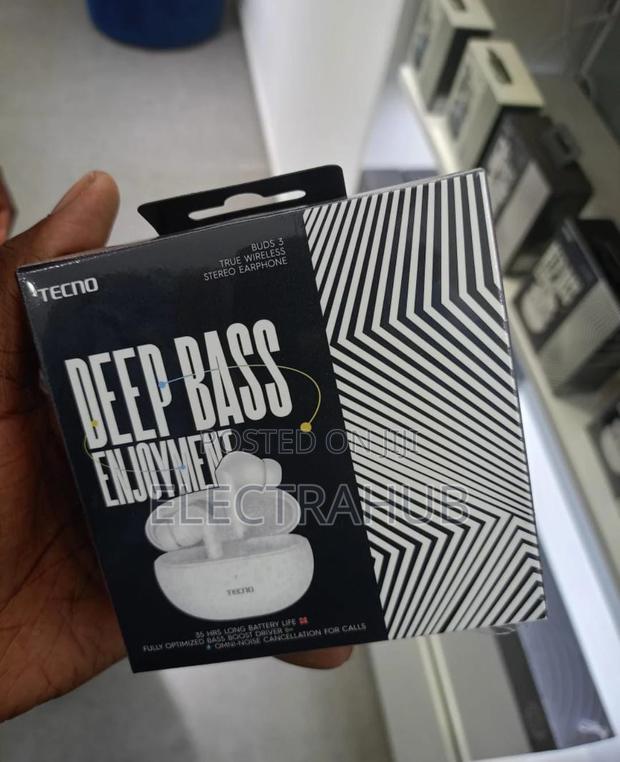 BUDS 3
TRUE WIRELESS
STEREO EARPHONE
TECNO
DEEP BASS
ENJOYMENT
POSTED ON JIJI
ELECTRAHUB
TECNO
35 HRS LONG BATTERY LIFE
FULLY OPTIMIZED BASS BOOST DRIVER
OMNI-NOISE CANCELLATION FOR CALLS